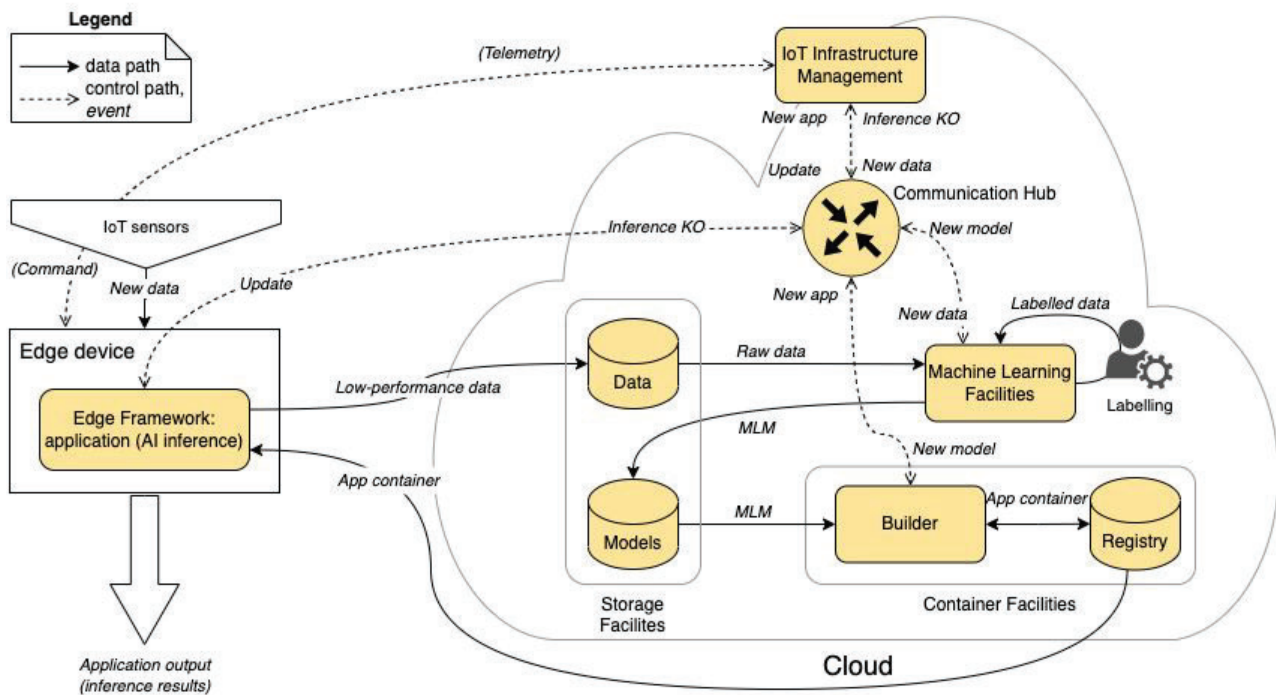 Legend
data path
control path,
event
(Telemetry)
IoT Infrastructure
Management
New app
Inference KO
Update
New data
Communication Hub
IoT sensors
Inference KO
New model
(Command)
New data
Update
New app
Labelled data
New data
Edge device
Low-performance data
Data
Raw data
Machine Learning
Facilities
Labelling
Edge Framework:
application (AI inference)
MLM
New model
App container
Models
MLM
Builder
App container
Registry
Storage
Facilites
Container Facilities
Cloud
Application output
(inference results)